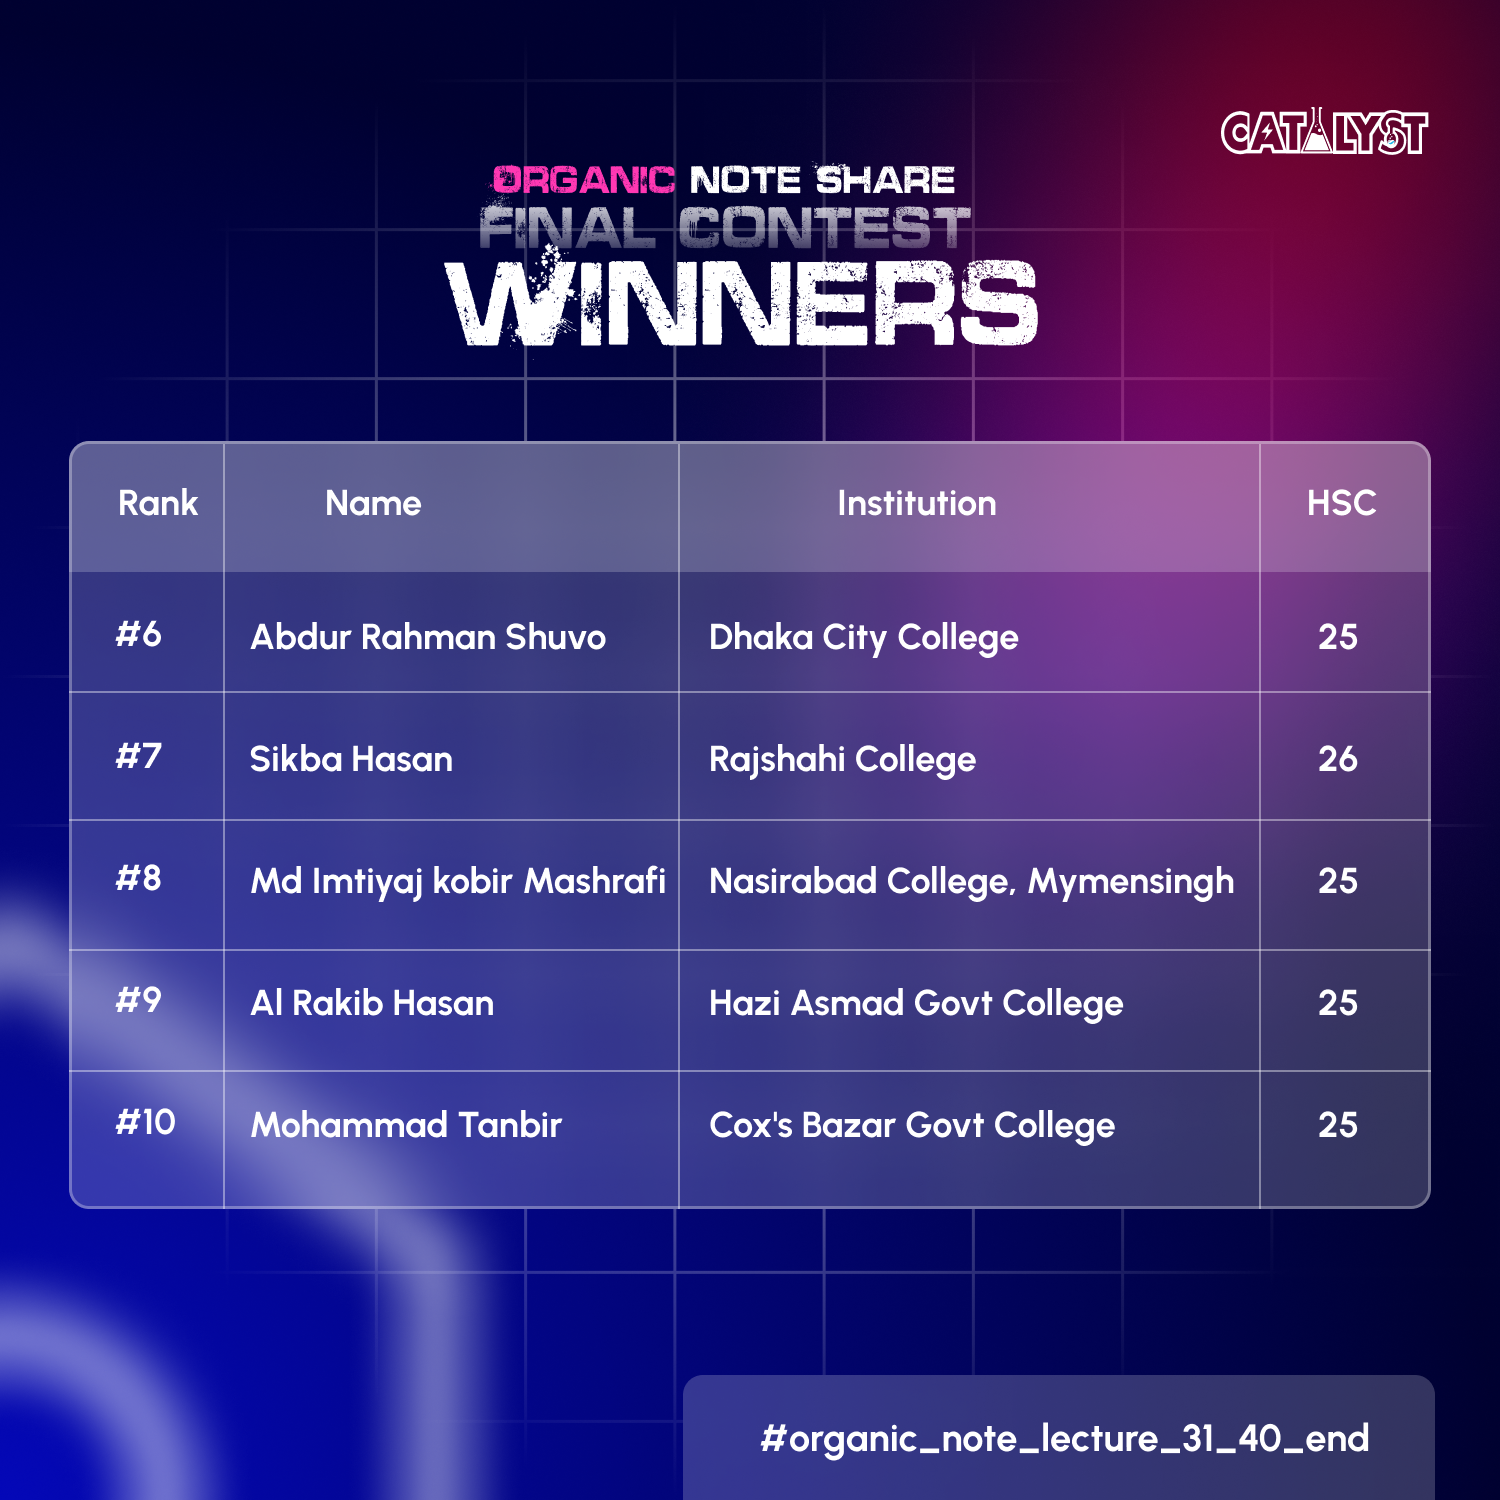 CATALYST
ORGANIC NOTE SHARE
FINAL CONTEST
WINNERS
Rank Name Institution HSC
#6 Abdur Rahman Shuvo Dhaka City College 25
#7 Sikba Hasan Rajshahi College 26
#8 Md Imtiyaj kobir Mashrafi Nasirabad College, Mymensingh 25
#9 Al Rakib Hasan Hazi Asmad Govt College 25
#10 Mohammad Tanbir Cox's Bazar Govt College 25
#organic_note_lecture_31_40_end